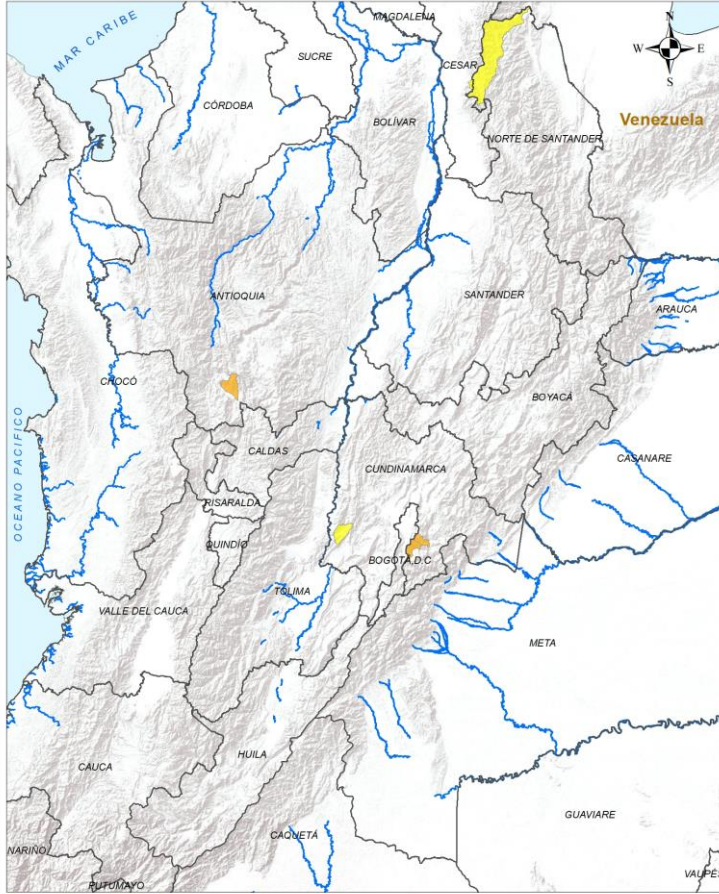 MAGDALENA
N
MAR CARIBE
W
E
SUCRE
CESAR
S
CÓRDOBA
BOLÍVAR
Venezuela
NORTE DE SANTANDER
ANTIOQUIA
SANTANDER
ARAUCA
CHOCÓ
BOYACÁ
OCEANO PACIFICO
CALDAS
CASANARE
CUNDINAMARCA
RISARALDA
QUINDÍO
BOGOTÁ,D.C
TOLIMA
VALLE DEL CAUCA
META
HUILA
CAUCA
GUAVIARE
CAQUETÁ
NARIÑO
VAUPÉS
PUTUMAYO